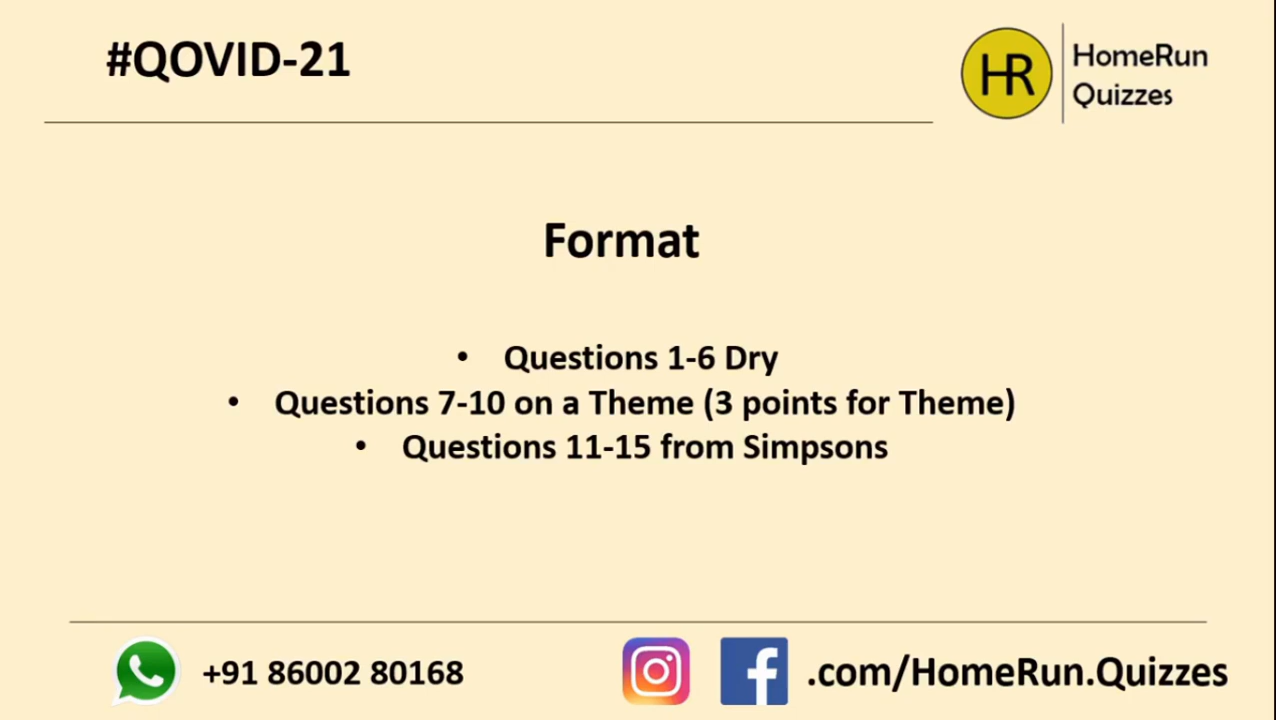 #QOVID-21
HR
HomeRun
Quizzes
Format
• Questions 1-6 Dry
• Questions 7-10 on a Theme (3 points for Theme)
• Questions 11-15 from Simpsons
+91 86002 80168
.com/HomeRun.Quizzes